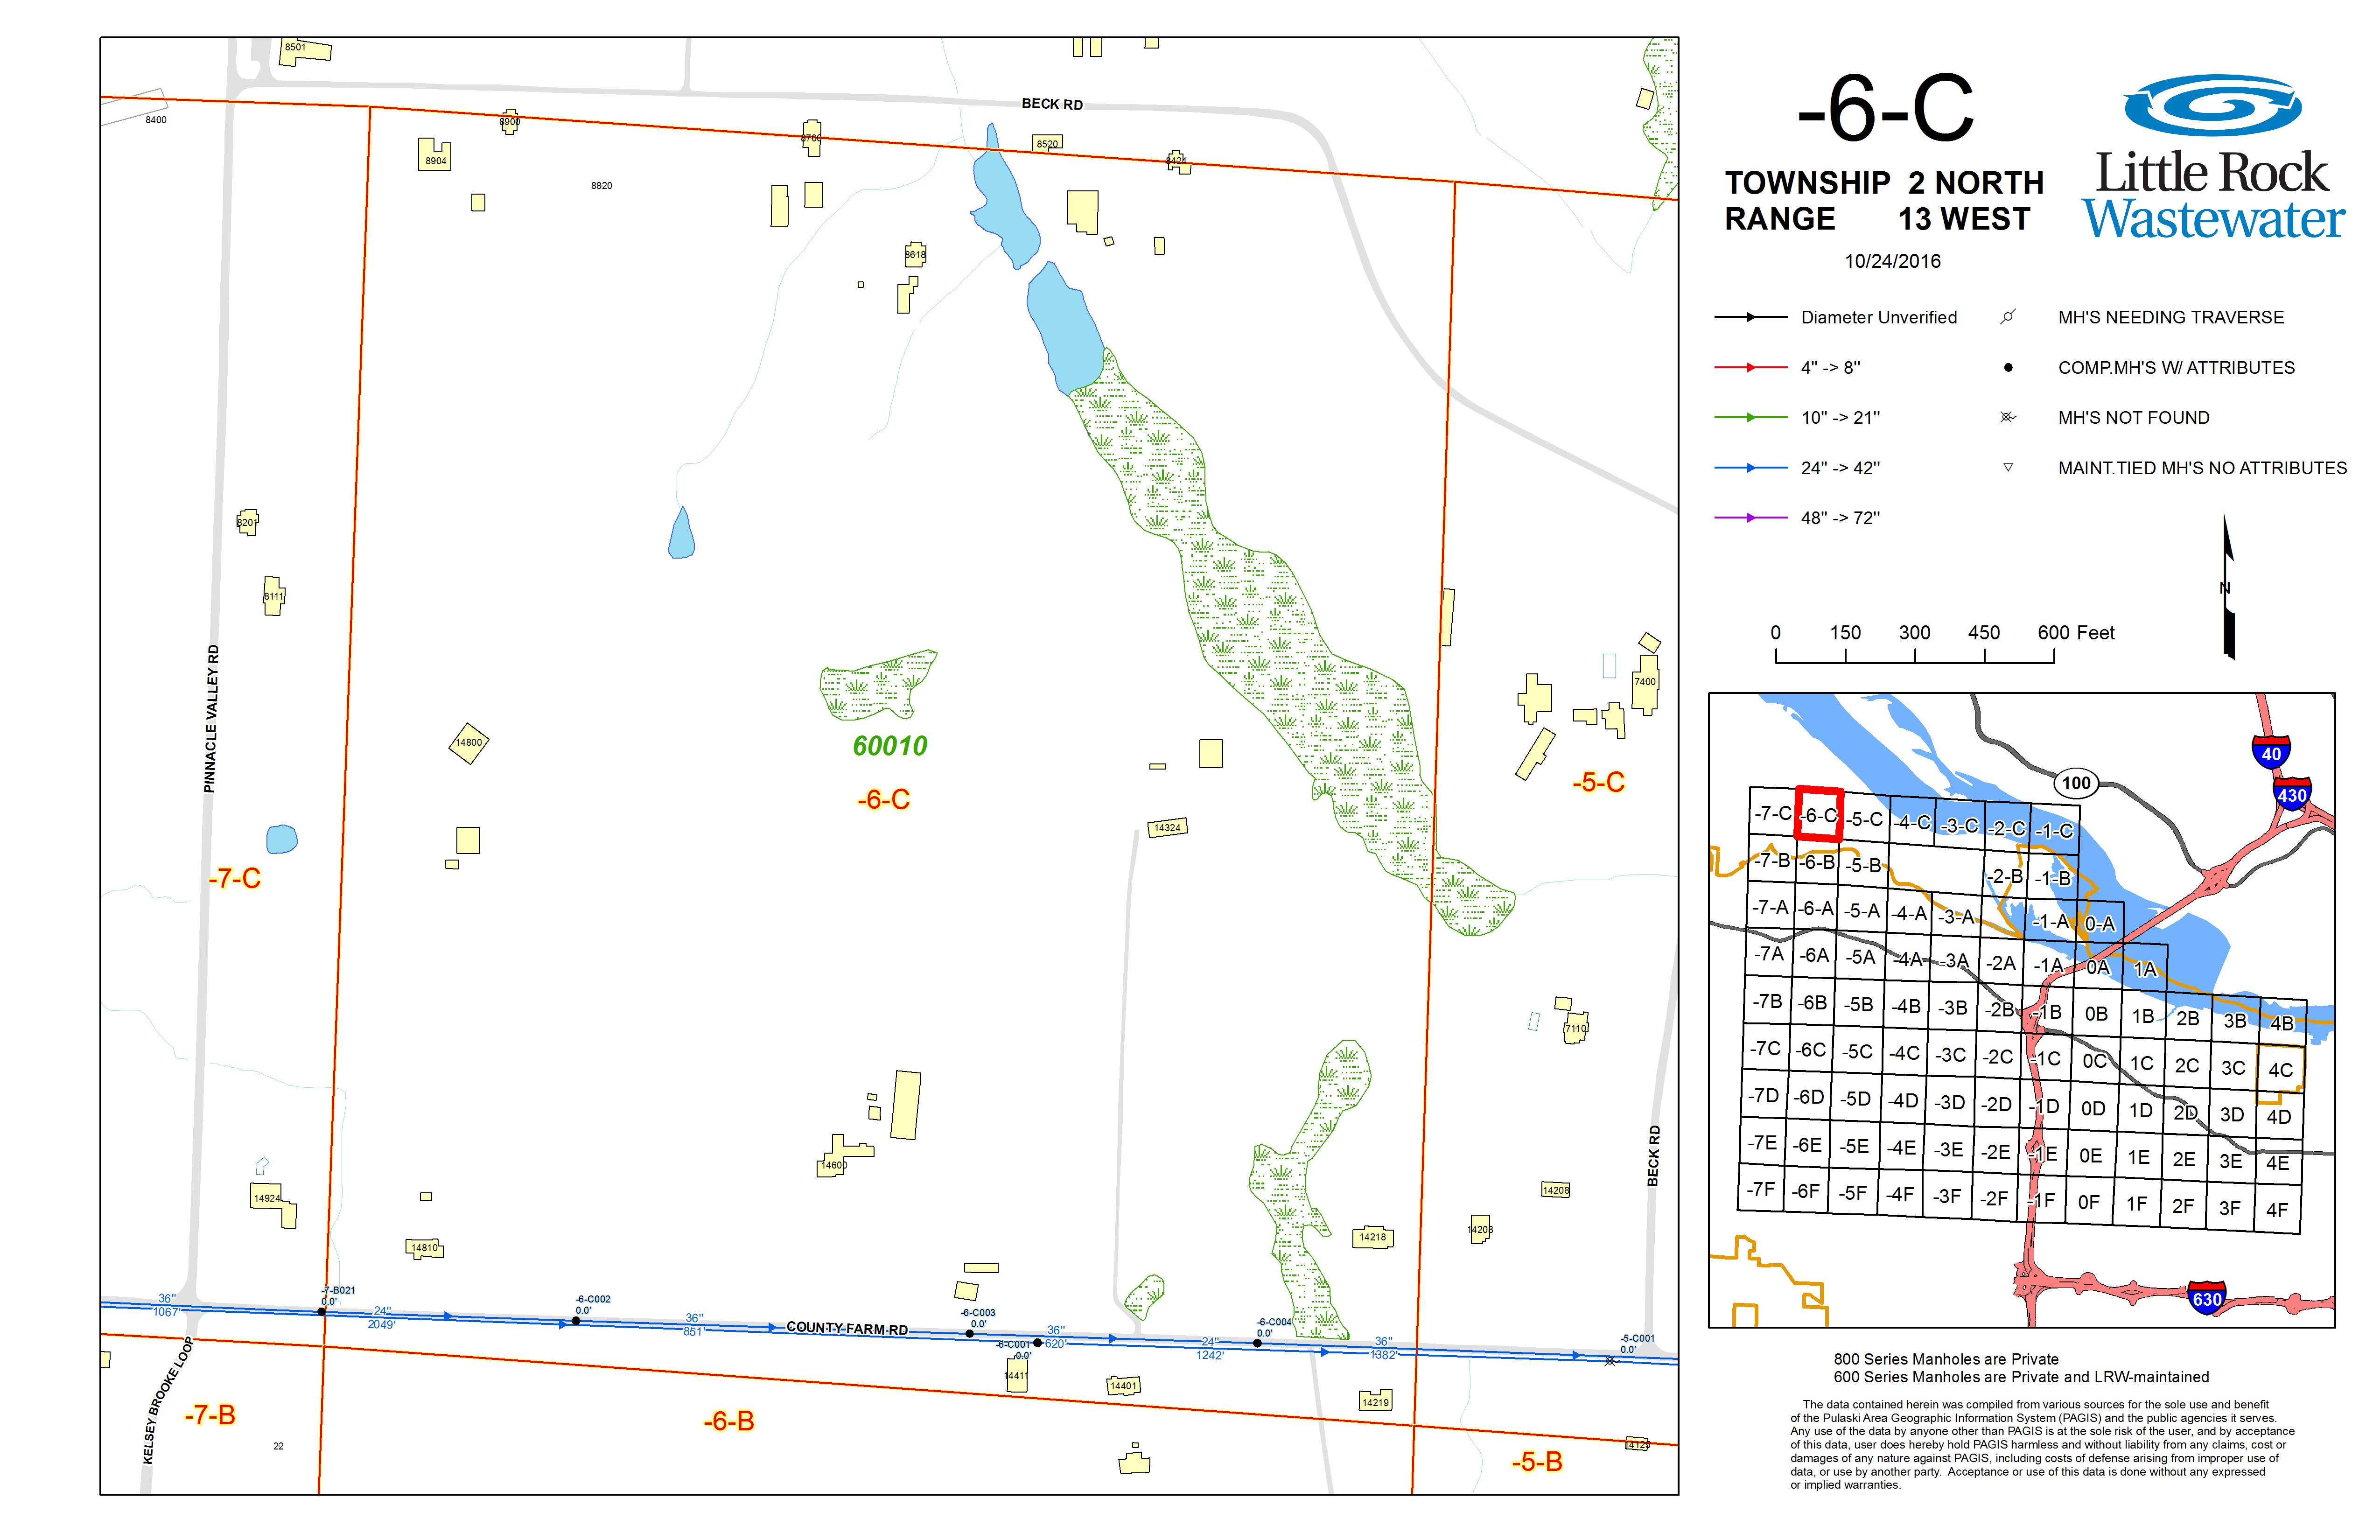 8501
BECK RD
8400
8900
8904
8700
8520
8424
8820
8618
8201
8111
PINNACLE VALLEY RD
7400
14800
60010
-6-C
-5-C
14324
-7-C
7110
14600
BECK RD
14924
14208
14203
14218
14810
-7-B021
0.0'
36"
1067'
24"
2049'
-6-C002
0.0'
36"
851'
COUNTY FARM RD
-6-C003
0.0'
-6-C001
0.0'
36"
620'
24"
1242'
-6-C004
0.0'
36"
1382'
-5-C001
0.0'
KELSEY BROOKE LOOP
14411
14401
14219
-7-B
-6-B
22
14123
-5-B
-6-C
TOWNSHIP 2 NORTH
RANGE 13 WEST
10/24/2016
Little Rock
Wastewater
Diameter Unverified
4" -> 8"
10" -> 21"
24" -> 42"
48" -> 72"
MH'S NEEDING TRAVERSE
COMP.MH'S W/ ATTRIBUTES
MH'S NOT FOUND
MAINT.TIED MH'S NO ATTRIBUTES
N
0 150 300 450 600 Feet
40
100
430
-7-C -6-C -5-C -4-C -3-C -2-C -1-C
-7-B -6-B -5-B -2-B -1-B
-7-A -6-A -5-A -4-A -3-A -1-A 0-A
-7A -6A -5A -4A -3A -2A -1A 0A 1A
-7B -6B -5B -4B -3B -2B -1B 0B 1B 2B 3B 4B
-7C -6C -5C -4C -3C -2C -1C 0C 1C 2C 3C 4C
-7D -6D -5D -4D -3D -2D -1D 0D 1D 2D 3D 4D
-7E -6E -5E -4E -3E -2E -1E 0E 1E 2E 3E 4E
-7F -6F -5F -4F -3F -2F -1F 0F 1F 2F 3F 4F
630
800 Series Manholes are Private
600 Series Manholes are Private and LRW-maintained
The data contained herein was compiled from various sources for the sole use and benefit
of the Pulaski Area Geographic Information System (PAGIS) and the public agencies it serves.
Any use of the data by anyone other than PAGIS is at the sole risk of the user, and by acceptance
of this data, user does hereby hold PAGIS harmless and without liability from any claims, cost or
damages of any nature against PAGIS, including costs of defense arising from improper use of
data, or use by another party. Acceptance or use of this data is done without any expressed
or implied warranties.